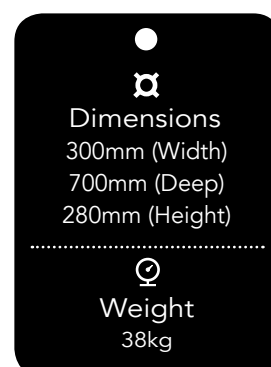 ¤
Dimensions
300mm (Width)
700mm (Deep)
280mm (Height)
Weight
38kg